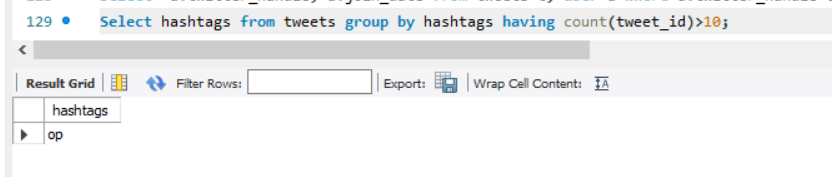 129 Select hashtags from tweets group by hashtags having count(tweet_id)>10;
Result Grid Filter Rows: Export: Wrap Cell Content: IA
hashtags
op